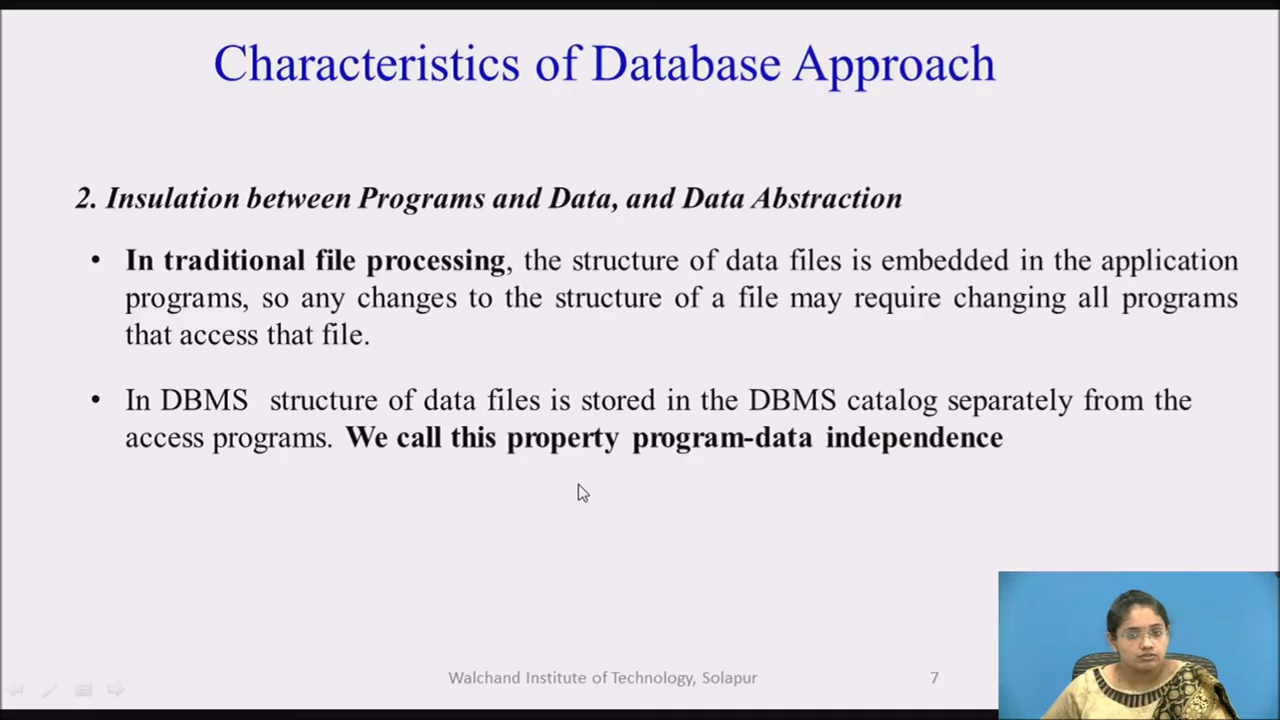 Characteristics of Database Approach
2. Insulation between Programs and Data, and Data Abstraction
• In traditional file processing, the structure of data files is embedded in the application
programs, so any changes to the structure of a file may require changing all programs
that access that file.
• In DBMS structure of data files is stored in the DBMS catalog separately from the
access programs. We call this property program-data independence
Walchand Institute of Technology, Solapur
7